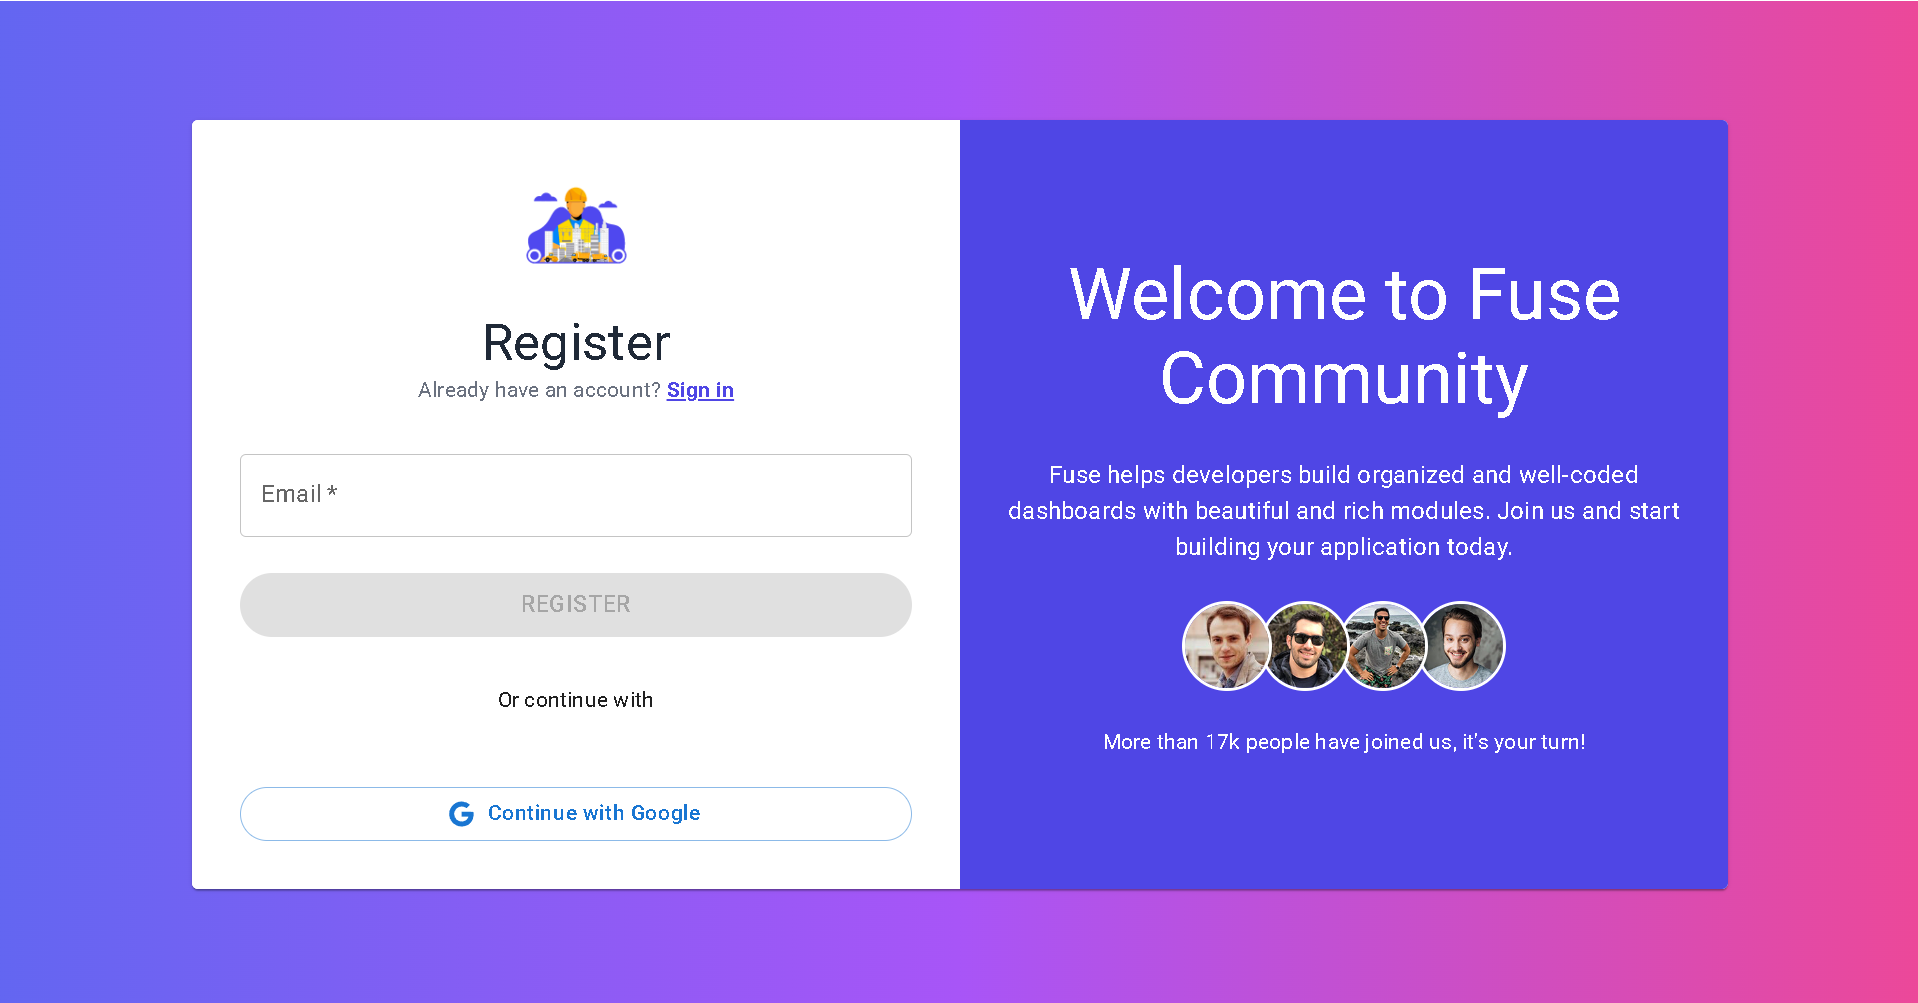 Register
Already have an account? Sign in
Email *
REGISTER
Or continue with
Continue with Google
Welcome to Fuse
Community
Fuse helps developers build organized and well-coded
dashboards with beautiful and rich modules. Join us and start
building your application today.
More than 17k people have joined us, it's your turn!